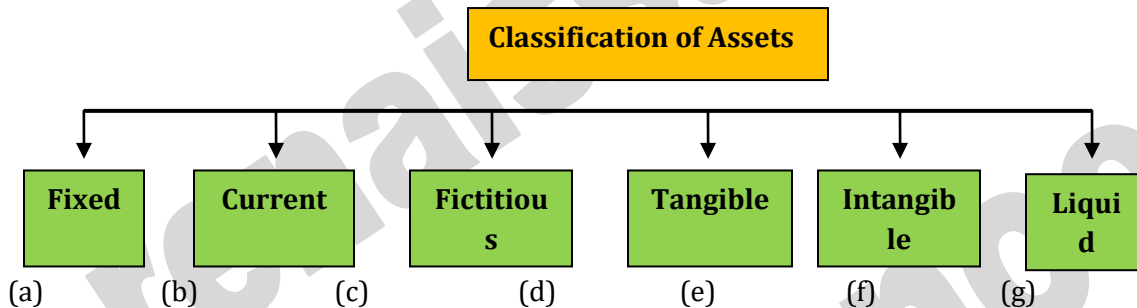 Classification of Assets
Fixed
Current
Fictitiou
s
Tangible
Intangib
le
Liqui
d
(a) (b) (c) (d) (e) (f) (g)